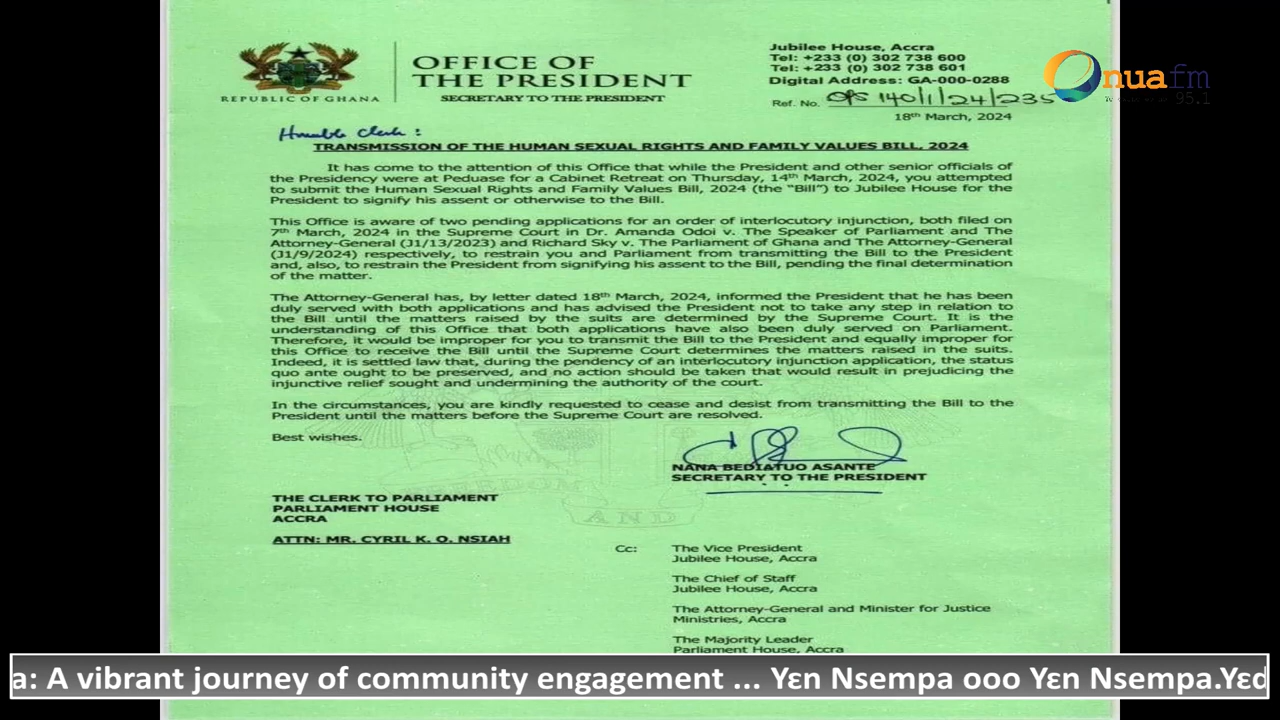 OFFICE OF
THE PRESIDENT
REPUBLIC OF GHANA
SECRETARY TO THE PRESIDENT
Jubilee House, Accra
Tel: +233 (0) 302 738 600
Tel: +233 (0) 302 738 601
Digital Address: GA-000-0288
Ref. No. OPS 140/1/24/235
18th March, 2024
nuafm
95.1
Humble Clerk:
TRANSMISSION OF THE HUMAN SEXUAL RIGHTS AND FAMILY VALUES BILL, 2024
It has come to the attention of this Office that while the President and other senior officials of
the Presidency were at Peduase for a Cabinet Retreat on Thursday, 14th March, 2024, you attempted
to submit the Human Sexual Rights and Family Values Bill, 2024 (the "Bill") to Jubilee House for the
President to signify his assent or otherwise to the Bill.
This Office is aware of two pending applications for an order of interlocutory injunction, both filed on
7th March, 2024 in the Supreme Court in Dr. Amanda Odoi v. The Speaker of Parliament and The
Attorney-General (J1/13/2023) and Richard Sky v. The Parliament of Ghana and The Attorney-General
(J1/9/2024) respectively, to restrain you and Parliament from transmitting the Bill to the President
and, also, to restrain the President from signifying his assent to the Bill, pending the final determination
of the matter.
The Attorney-General has, by letter dated 18th March, 2024, informed the President that he has been
duly served with both applications and has advised the President not to take any step in relation to
the Bill until the matters raised by the suits are determined by the Supreme Court. It is the
understanding of this Office that both applications have also been duly served on Parliament.
Therefore, it would be improper for you to transmit the Bill to the President and equally improper for
this Office to receive the Bill until the Supreme Court determines the matters raised in the suits.
Indeed, it is settled law that, during the pendency of an interlocutory injunction application, the status
quo ante ought to be preserved, and no action should be taken that would result in prejudicing the
injunctive relief sought and undermining the authority of the court.
In the circumstances, you are kindly requested to cease and desist from transmitting the Bill to the
President until the matters before the Supreme Court are resolved.
Best wishes.
NANA BEDIATUO ASANTE
SECRETARY TO THE PRESIDENT
THE CLERK TO PARLIAMENT
PARLIAMENT HOUSE
ACCRA
ATTN: MR. CYRIL K. O. NSIAH
FREEDOM
AND
Cc: The Vice President
Jubilee House, Accra
The Chief of Staff
Jubilee House, Accra
The Attorney-General and Minister for Justice
Ministries, Accra
The Majority Leader
Parliament House, Accra
a: A vibrant journey of community engagement ... Yɛn Nsempa ooo Yɛn Nsempa.Yɛd